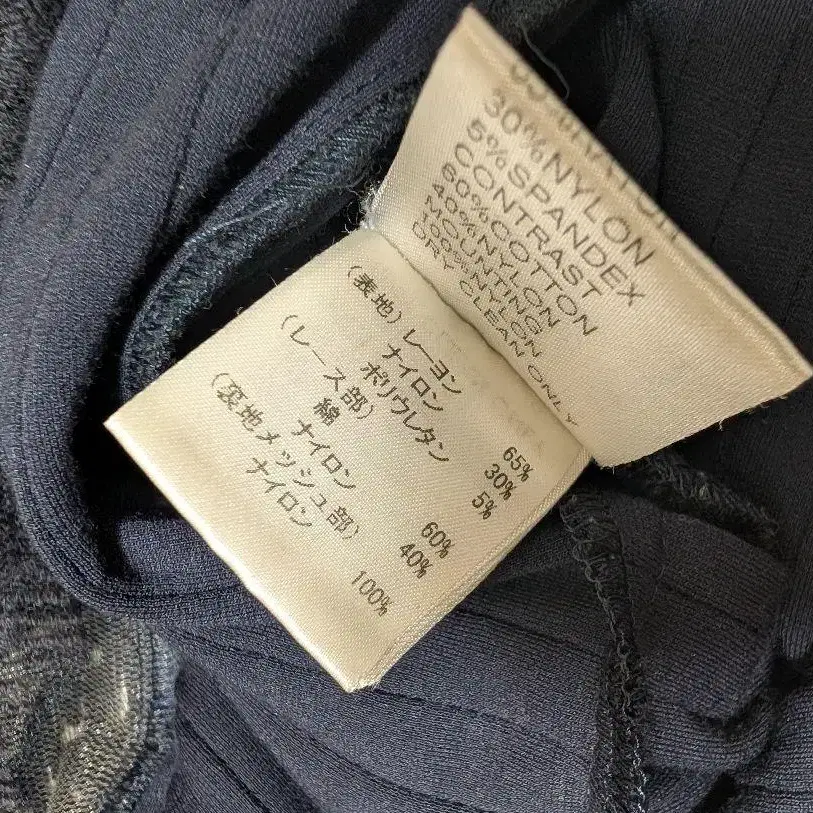 30%NYLON
5%SPANDEX
CONTRAST
60%COTTON
40%NYLON
MOUNTING
100%NYLON
DRY CLEAN ONLY
(表地) レーヨン 65%
ナイロン 30%
ポリウレタン 5%
(レース部)
綿 60%
ナイロン 40%
(裏地メッシュ部)
ナイロン 100%